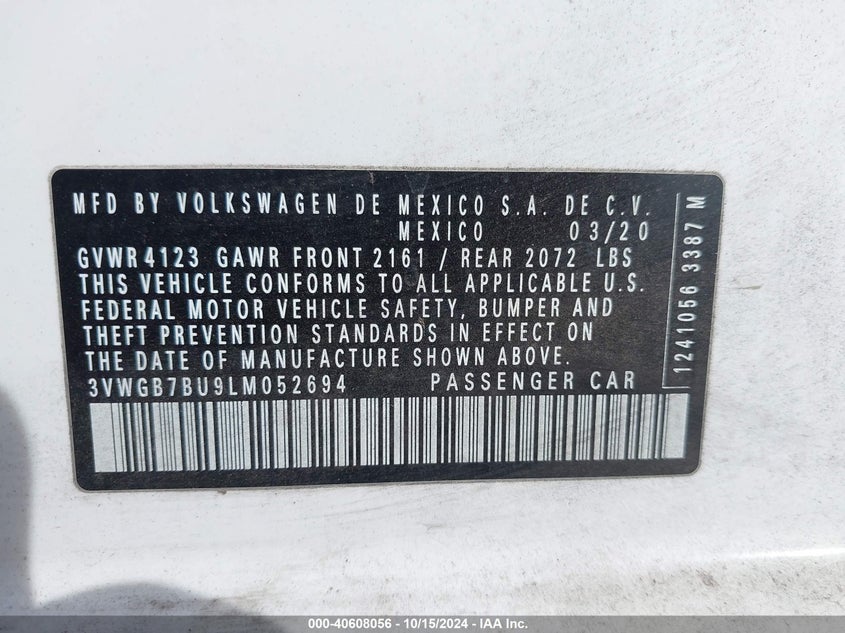 MFD BY VOLKSWAGEN DE MEXICO S.A. DE C.V.
MEXICO 03/20
GVWR 4123 GAWR FRONT 2161 / REAR 2072 LBS
THIS VEHICLE CONFORMS TO ALL APPLICABLE U.S.
FEDERAL MOTOR VEHICLE SAFETY, BUMPER AND
THEFT PREVENTION STANDARDS IN EFFECT ON
THE DATE OF MANUFACTURE SHOWN ABOVE.
3VWGB7BU9LM052694 PASSENGER CAR
1241056 3387 M
000-40608056 - 10/15/2024 - IAA Inc.